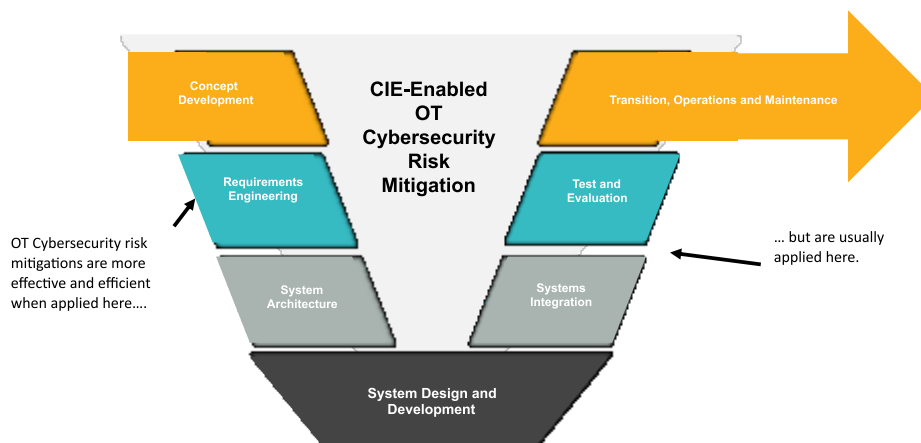 Concept
Development
CIE-Enabled
OT
Cybersecurity
Risk
Mitigation
Transition, Operations and Maintenance
Requirements
Engineering
Test and
Evaluation
OT Cybersecurity risk
mitigations are more
effective and efficient
when applied here….
… but are usually
applied here.
System
Architecture
Systems
Integration
System Design and
Development